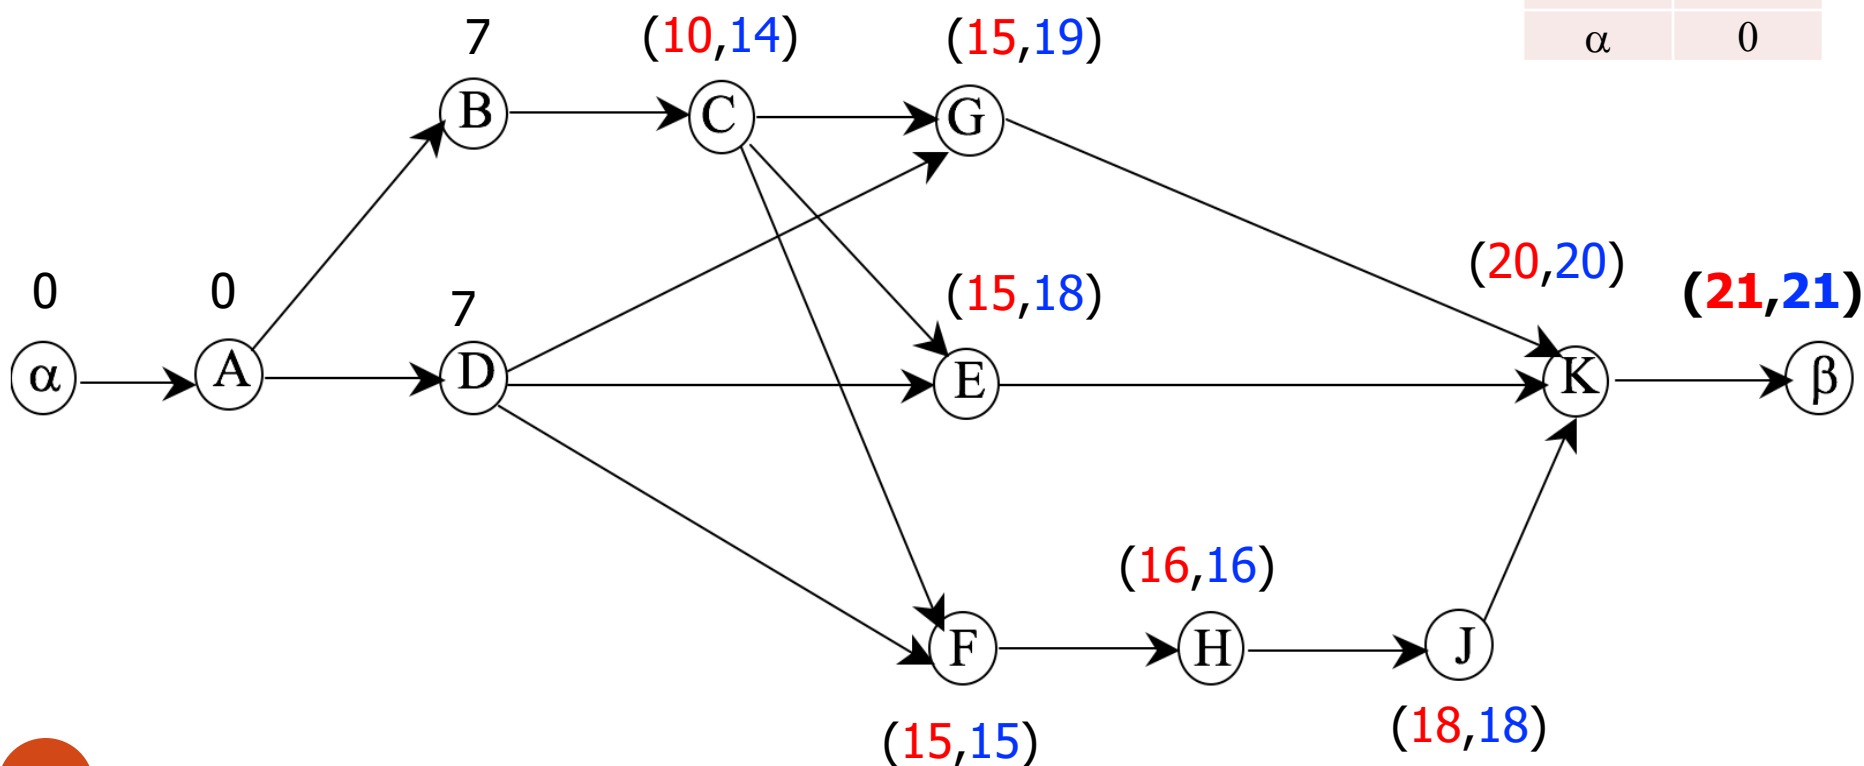 7 (10,14) (15,19) α 0
B C G
0 0 7 (15,18) (20,20) (21,21)
α A D E K β
(16,16)
F H J
(15,15) (18,18)